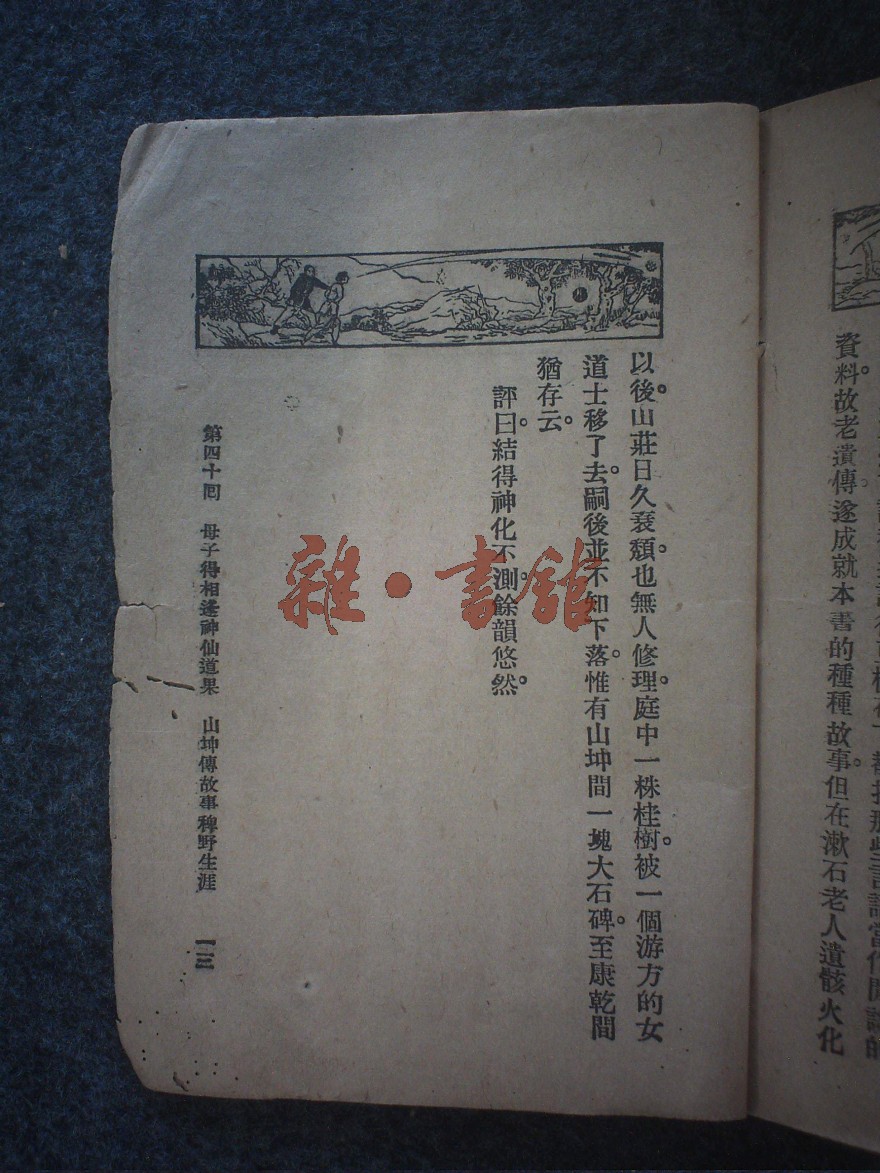 資料。故老遺傳。遂成就本書的種種故事。但在漱石老人遺骸火化
以後。山莊日久衰頹。也無人修理。庭中一株桂樹。被一個游方的女
道士移了去。嗣後並不知下落。惟有山坤間一塊大石碑。至康乾間
猶存云。
評曰。結得神化不測。餘韻悠然。
第四十回 母子得相逢神仙道果 山坤傳故事稗野生涯 一三
雜·書館